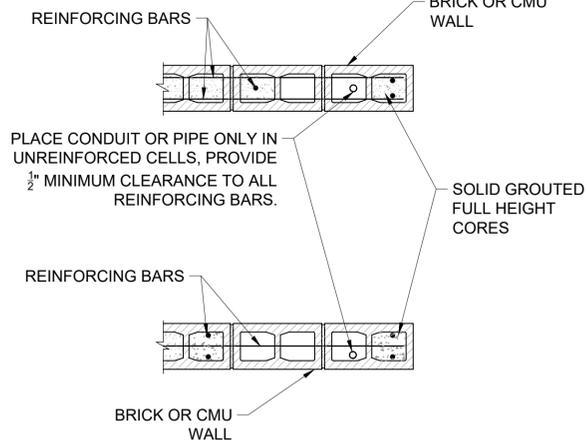 REINFORCING BARS
BRICK OR CMU
WALL
PLACE CONDUIT OR PIPE ONLY IN
UNREINFORCED CELLS, PROVIDE
½" MINIMUM CLEARANCE TO ALL
REINFORCING BARS.
SOLID GROUTED
FULL HEIGHT
CORES
REINFORCING BARS
BRICK OR CMU
WALL